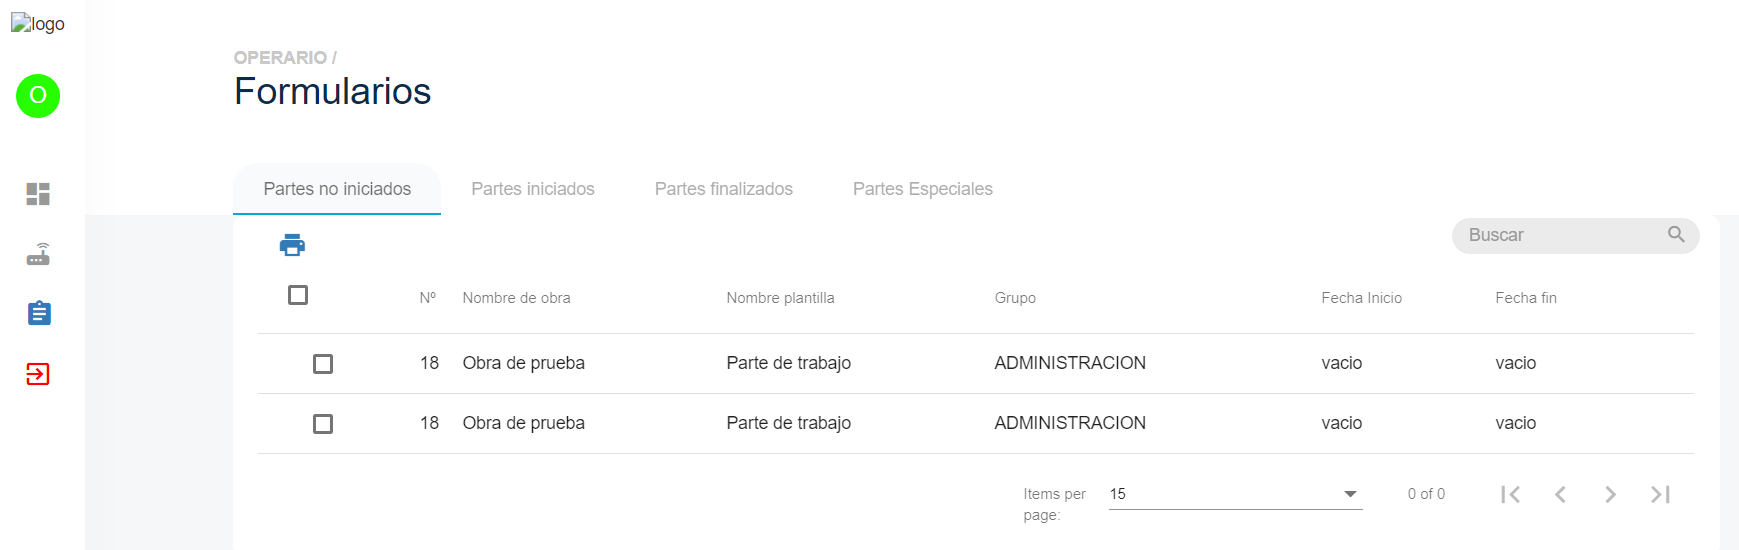 logo
O
OPERARIO /
Formularios
Partes no iniciados Partes iniciados Partes finalizados Partes Especiales
Buscar
Nº Nombre de obra Nombre plantilla Grupo Fecha Inicio Fecha fin
18 Obra de prueba Parte de trabajo ADMINISTRACION vacio vacio
18 Obra de prueba Parte de trabajo ADMINISTRACION vacio vacio
Items per page: 15 0 of 0